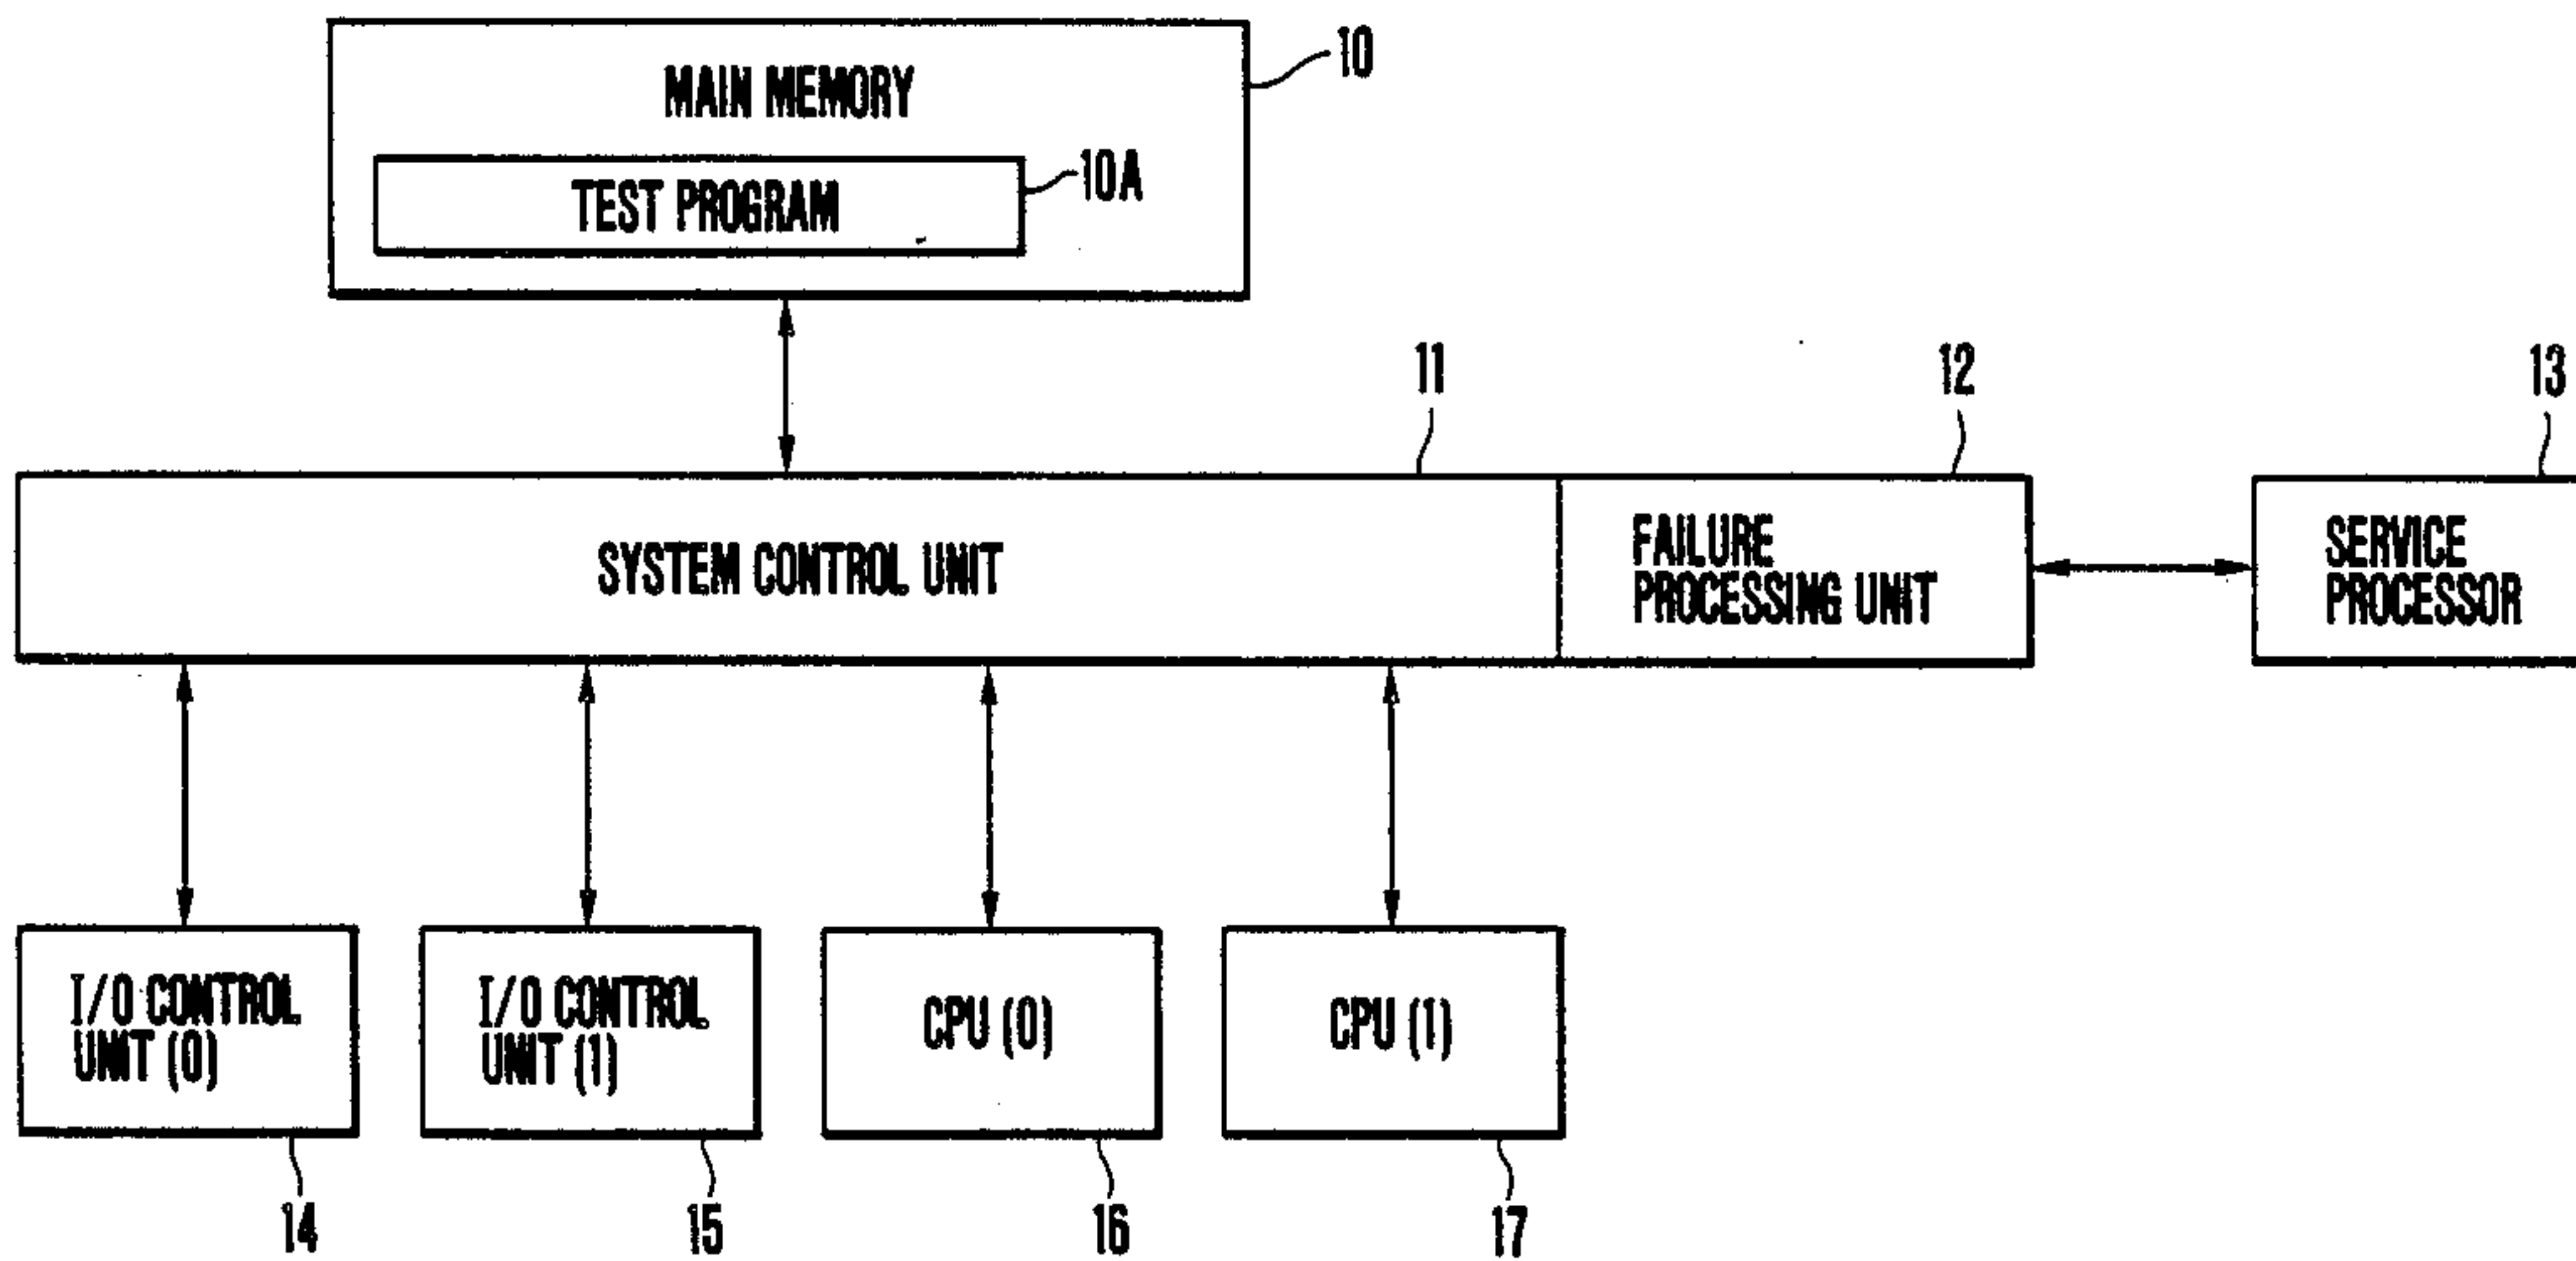 10
MAIN MEMORY
10A
TEST PROGRAM
11
12
13
SYSTEM CONTROL UNIT
FAILURE
PROCESSING UNIT
SERVICE
PROCESSOR
I/O CONTROL
UNIT (0)
I/O CONTROL
UNIT (1)
CPU (0)
CPU (1)
14
15
16
17